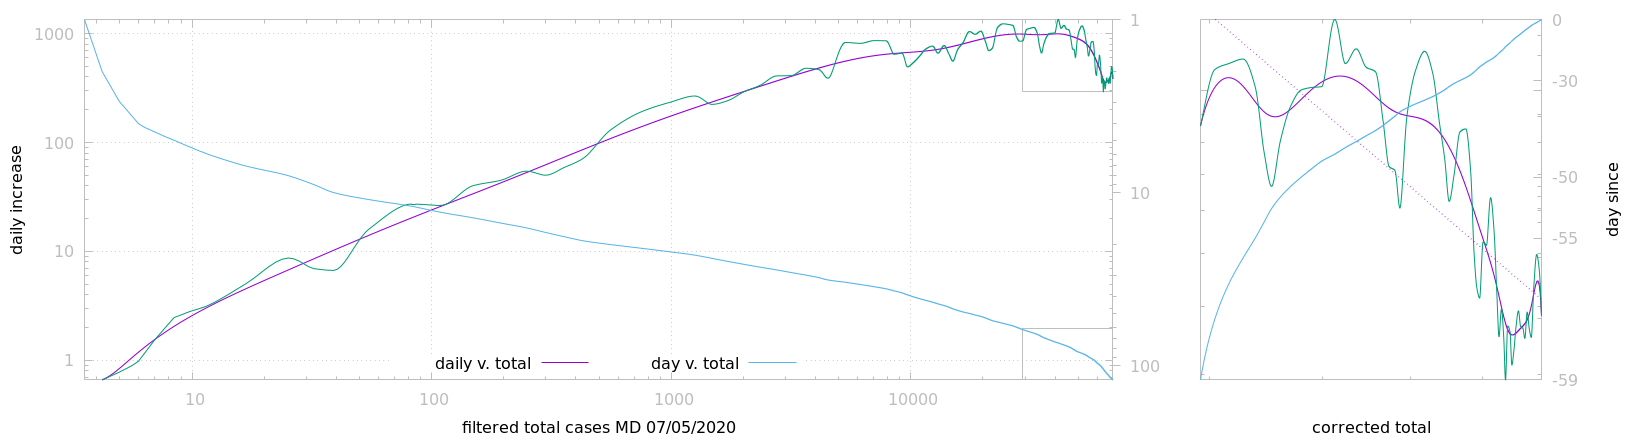 1000
100
10
1
daily increase
10
100
1000
10000
filtered total cases MD 07/05/2020
daily v. total
day v. total
1
10
100
0
-30
-50
-55
-59
day since
corrected total